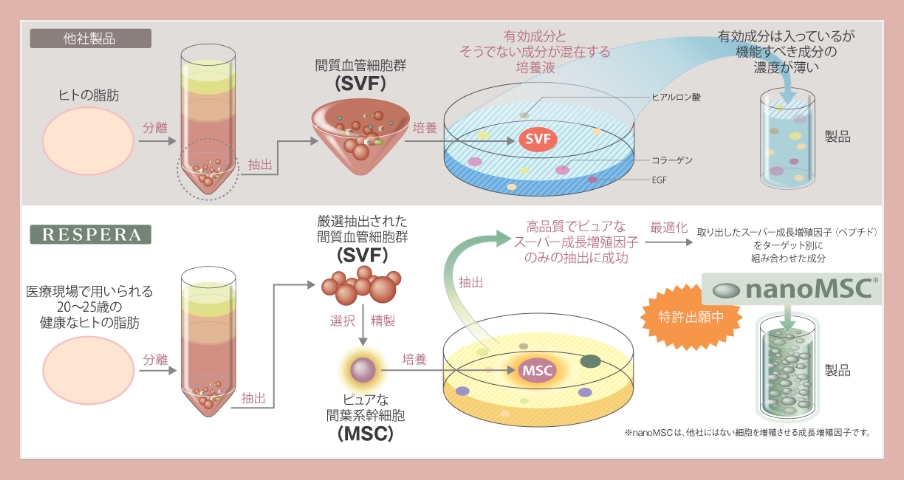 他社製品
ヒトの脂肪
分離
抽出
間質血管細胞群
(SVF)
培養
有効成分と
そうでない成分が混在する
培養液
SVF
ヒアルロン酸
コラーゲン
EGF
有効成分は入っているが
機能すべき成分の
濃度が薄い
製品
RESPERA
医療現場で用いられる
20〜25歳の
健康なヒトの脂肪
分離
抽出
厳選抽出された
間質血管細胞群
(SVF)
選択
精製
ピュアな
間葉系幹細胞
(MSC)
培養
MSC
抽出
高品質でピュアな
スーパー成長増殖因子
のみの抽出に成功
最適化
取り出したスーパー成長増殖因子（ペプチド）
をターゲット別に
組み合わせた成分
nanoMSC※
特許出願中
製品
※nanoMSCは、他社にはない細胞を増殖させる成長増殖因子です。